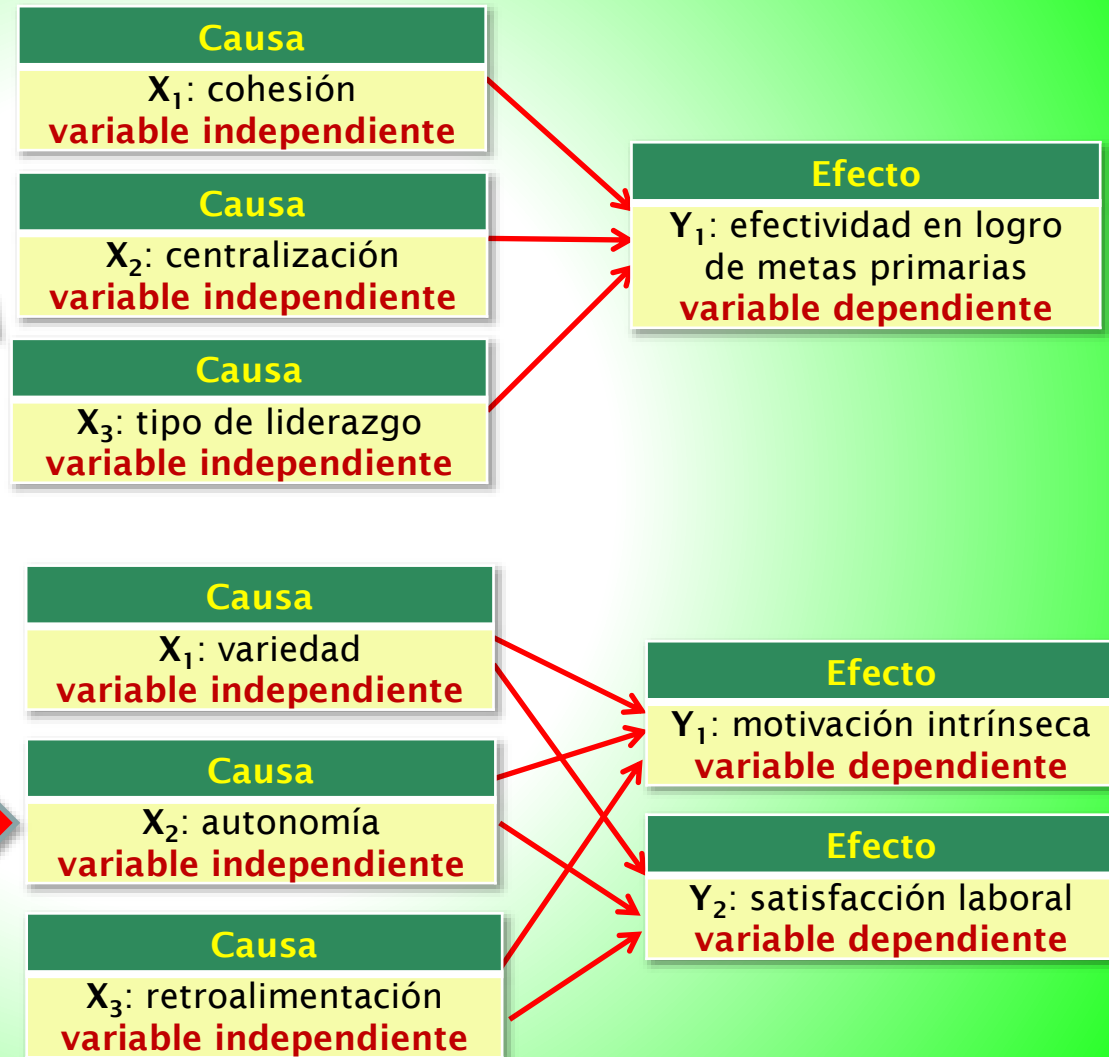 Causa
X₁: cohesión
variable independiente
Causa
X₂: centralización
variable independiente
Causa
X₃: tipo de liderazgo
variable independiente
Efecto
Y₁: efectividad en logro
de metas primarias
variable dependiente
Causa
X₁: variedad
variable independiente
Causa
X₂: autonomía
variable independiente
Causa
X₃: retroalimentación
variable independiente
Efecto
Y₁: motivación intrínseca
variable dependiente
Efecto
Y₂: satisfacción laboral
variable dependiente